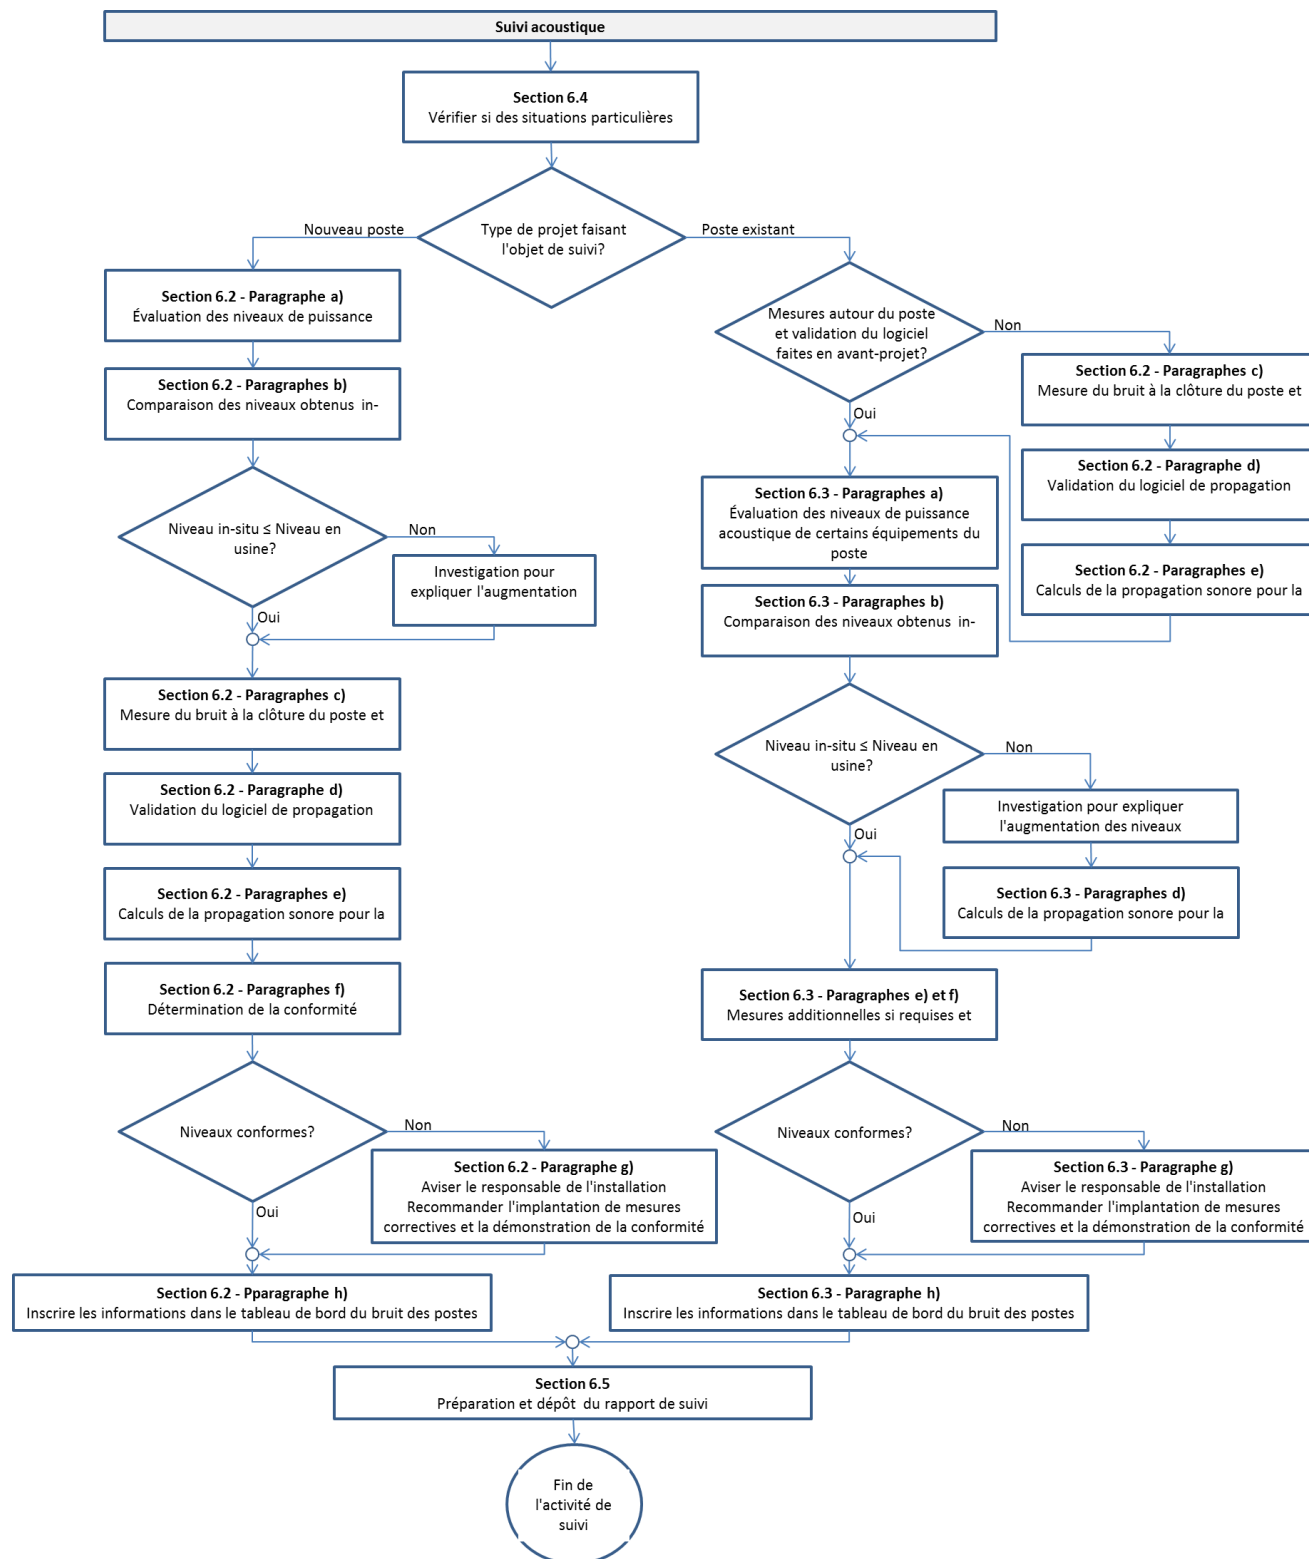 Suivi acoustique
Section 6.4
Vérifier si des situations particulières
Type de projet faisant
l'objet de suivi?
Nouveau poste
Poste existant
Section 6.2 - Paragraphe a)
Évaluation des niveaux de puissance
Section 6.2 - Paragraphes b)
Comparaison des niveaux obtenus in-
Niveau in-situ ≤ Niveau en
usine?
Non
Investigation pour
expliquer l'augmentation
Oui
Section 6.2 - Paragraphes c)
Mesure du bruit à la clôture du poste et
Section 6.2 - Paragraphe d)
Validation du logiciel de propagation
Section 6.2 - Paragraphes e)
Calculs de la propagation sonore pour la
Section 6.2 - Paragraphes f)
Détermination de la conformité
Niveaux conformes?
Non
Section 6.2 - Paragraphe g)
Aviser le responsable de l'installation
Recommander l'implantation de mesures
correctives et la démonstration de la conformité
Oui
Section 6.2 - Pparagraphe h)
Inscrire les informations dans le tableau de bord du bruit des postes
Mesures autour du poste
et validation du logiciel
faites en avant-projet?
Non
Section 6.2 - Paragraphes c)
Mesure du bruit à la clôture du poste et
Section 6.2 - Paragraphe d)
Validation du logiciel de propagation
Section 6.2 - Paragraphes e)
Calculs de la propagation sonore pour la
Oui
Section 6.3 - Paragraphes a)
Évaluation des niveaux de puissance
acoustique de certains équipements du
poste
Section 6.3 - Paragraphes b)
Comparaison des niveaux obtenus in-
Niveau in-situ ≤ Niveau en
usine?
Non
Investigation pour expliquer
l'augmentation des niveaux
Section 6.3 - Paragraphes d)
Calculs de la propagation sonore pour la
Oui
Section 6.3 - Paragraphes e) et f)
Mesures additionnelles si requises et
Niveaux conformes?
Non
Section 6.3 - Paragraphe g)
Aviser le responsable de l'installation
Recommander l'implantation de mesures
correctives et la démonstration de la conformité
Oui
Section 6.3 - Paragraphe h)
Inscrire les informations dans le tableau de bord du bruit des postes
Section 6.5
Préparation et dépôt du rapport de suivi
Fin de
l'activité de
suivi